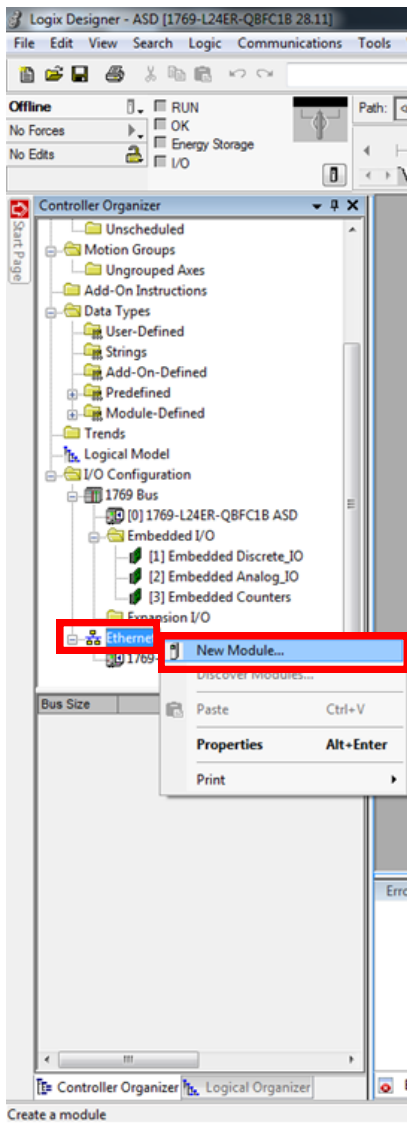 Logix Designer - ASD [1769-L24ER-QBFC1B 28.11]
File Edit View Search Logic Communications Tools
Offline
RUN
Path:
No Forces
OK
No Edits
Energy Storage
I/O
Start Page
Controller Organizer
Unscheduled
Motion Groups
Ungrouped Axes
Add-On Instructions
Data Types
User-Defined
Strings
Add-On-Defined
Predefined
Module-Defined
Trends
Logical Model
I/O Configuration
1769 Bus
[0] 1769-L24ER-QBFC1B ASD
Embedded I/O
[1] Embedded Discrete_IO
[2] Embedded Analog_IO
[3] Embedded Counters
Expansion I/O
Ethernet
New Module...
1769-
Discover Modules...
Bus Size
Paste Ctrl+V
Properties Alt+Enter
Print
Erro
Controller Organizer
Logical Organizer
Create a module